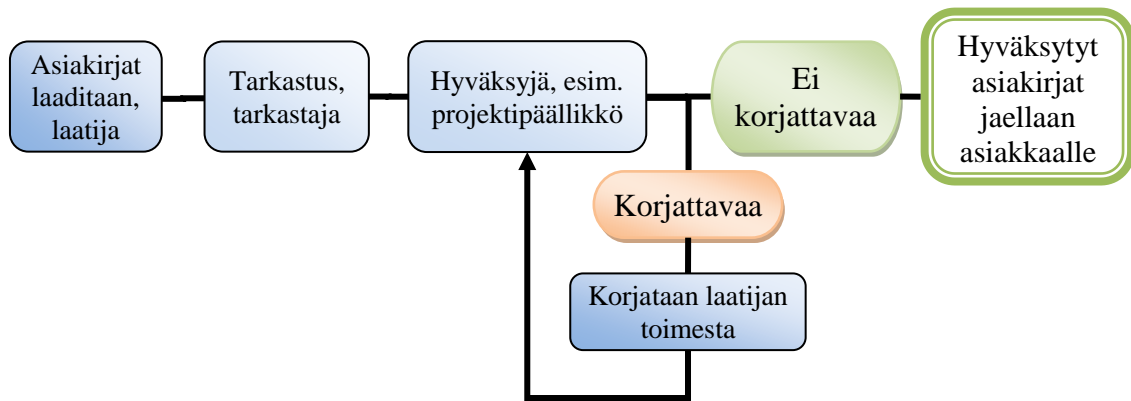 Asiakirjat
laaditaan,
laatija
Tarkastus,
tarkastaja
Hyväksyjä, esim.
projektipäällikkö
Ei
korjattavaa
Hyväksytyt
asiakirjat
jaellaan
asiakkaalle
Korjattavaa
Korjataan laatijan
toimesta